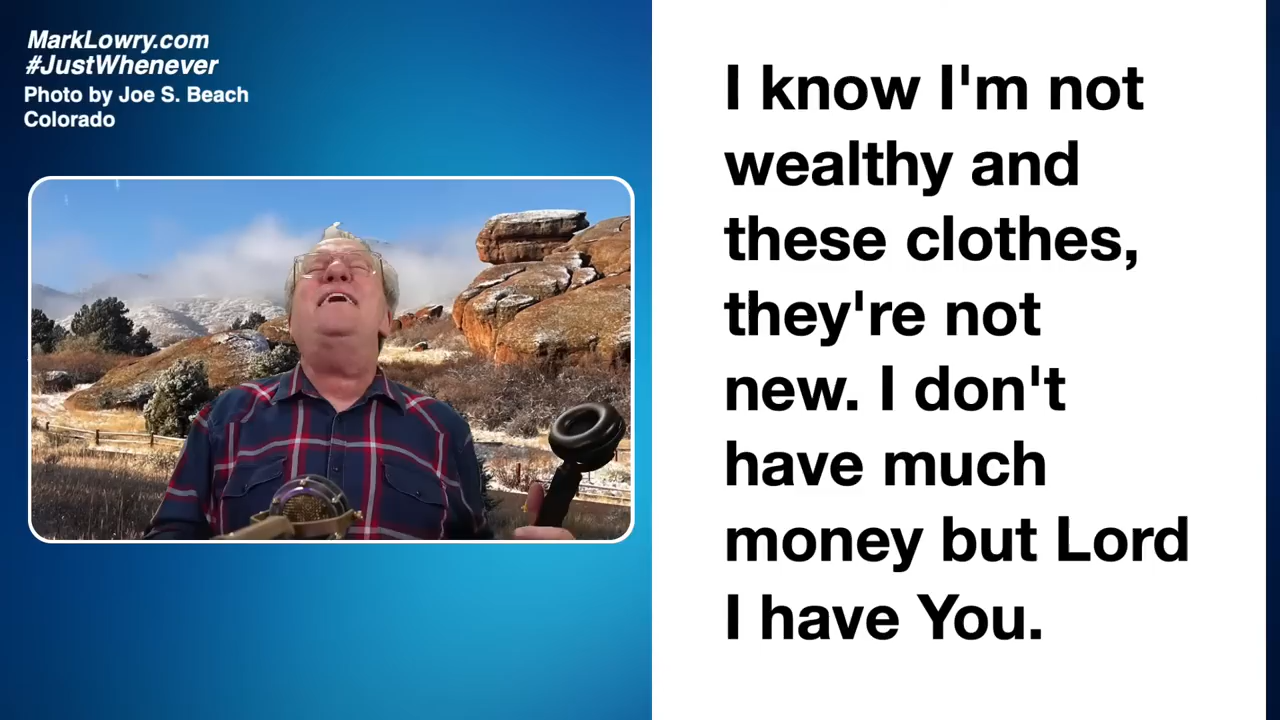 MarkLowry.com
#JustWhenever
Photo by Joe S. Beach
Colorado
I know I'm not
wealthy and
these clothes,
they're not
new. I don't
have much
money but Lord
I have You.